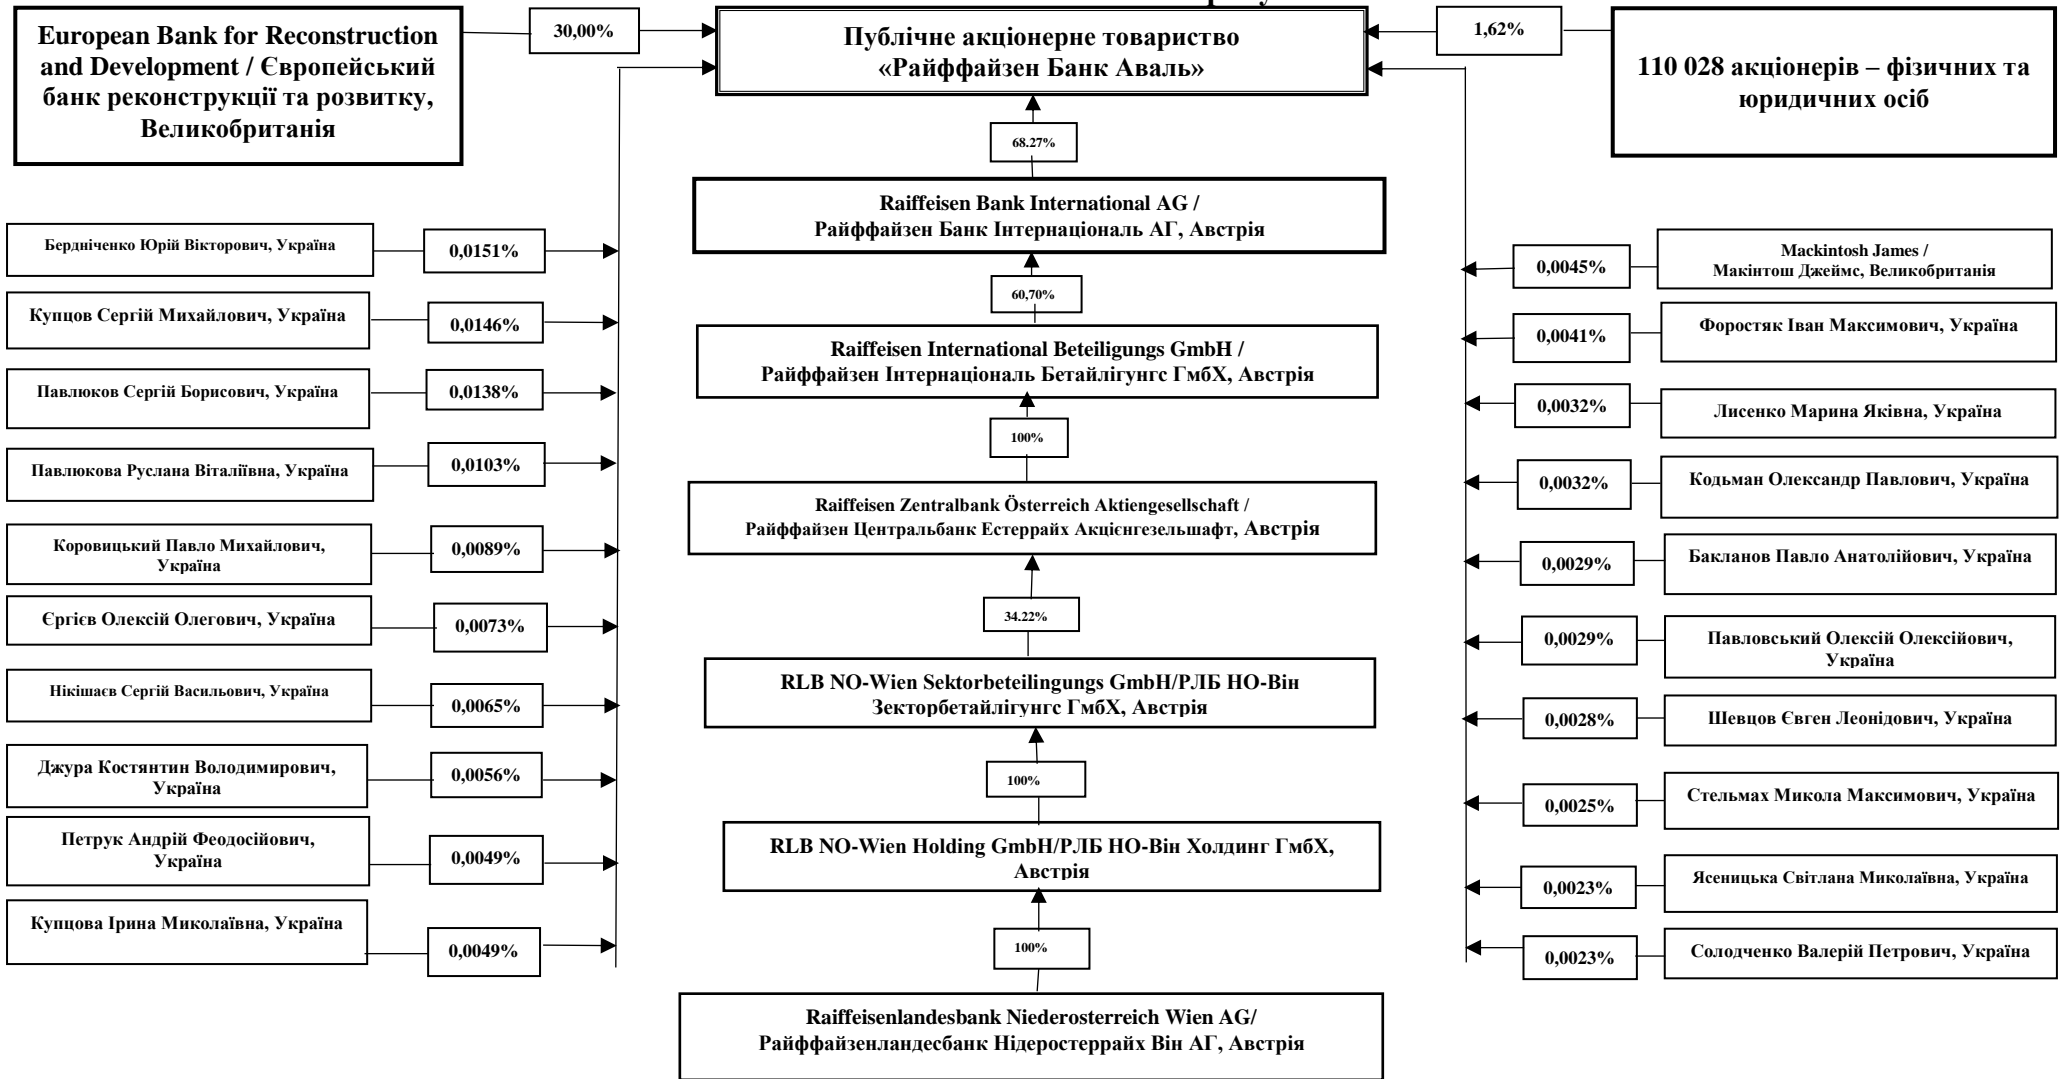 European Bank for Reconstruction
and Development / Європейський
банк реконструкції та розвитку,
Великобританія
30,00%
Публічне акціонерне товариство
«Райффайзен Банк Аваль»
1,62%
110 028 акціонерів – фізичних та
юридичних осіб
68.27%
Raiffeisen Bank International AG /
Райффайзен Банк Інтернаціональ АГ, Австрія
60,70%
Raiffeisen International Beteiligungs GmbH /
Райффайзен Інтернаціональ Бетайлігунгс ГмбХ, Австрія
100%
Raiffeisen Zentralbank Österreich Aktiengesellschaft /
Райффайзен Центральбанк Естеррайх Акцієнгезельшафт, Австрія
34.22%
RLB NO-Wien Sektorbeteilingungs GmbH/РЛБ НО-Він
Зекторбетайлігунгс ГмбХ, Австрія
100%
RLB NO-Wien Holding GmbH/РЛБ НО-Він Холдинг ГмбХ,
Австрія
100%
Raiffeisenlandesbank Niederosterreich Wien AG/
Райффайзенландесбанк Нідеростеррайх Він АГ, Австрія
Бердніченко Юрій Вікторович, Україна
0,0151%
Купцов Сергій Михайлович, Україна
0,0146%
Павлюков Сергій Борисович, Україна
0,0138%
Павлюкова Руслана Віталіївна, Україна
0,0103%
Коровицький Павло Михайлович,
Україна
0,0089%
Єргієв Олексій Олегович, Україна
0,0073%
Нікішаєв Сергій Васильович, Україна
0,0065%
Джура Костянтин Володимирович,
Україна
0,0056%
Петрук Андрій Феодосійович,
Україна
0,0049%
Купцова Ірина Миколаївна, Україна
0,0049%
0,0045%
Mackintosh James /
Макінтош Джеймс, Великобританія
0,0041%
Форостяк Іван Максимович, Україна
0,0032%
Лисенко Марина Яківна, Україна
0,0032%
Кодьман Олександр Павлович, Україна
0,0029%
Бакланов Павло Анатолійович, Україна
0,0029%
Павловський Олексій Олексійович,
Україна
0,0028%
Шевцов Євген Леонідович, Україна
0,0025%
Стельмах Микола Максимович, Україна
0,0023%
Ясеницька Світлана Миколаївна, Україна
0,0023%
Солодченко Валерій Петрович, Україна